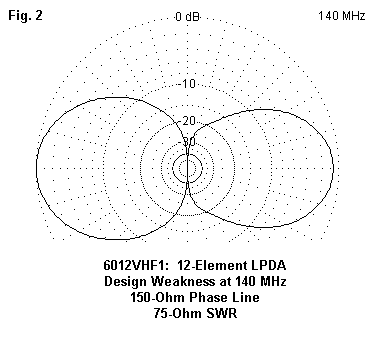 Fig. 2
0 dB
140 MHz
-10
-20
-30
6012VHF1: 12-Element LPDA
Design Weakness at 140 MHz
150-Ohm Phase Line
75-Ohm SWR